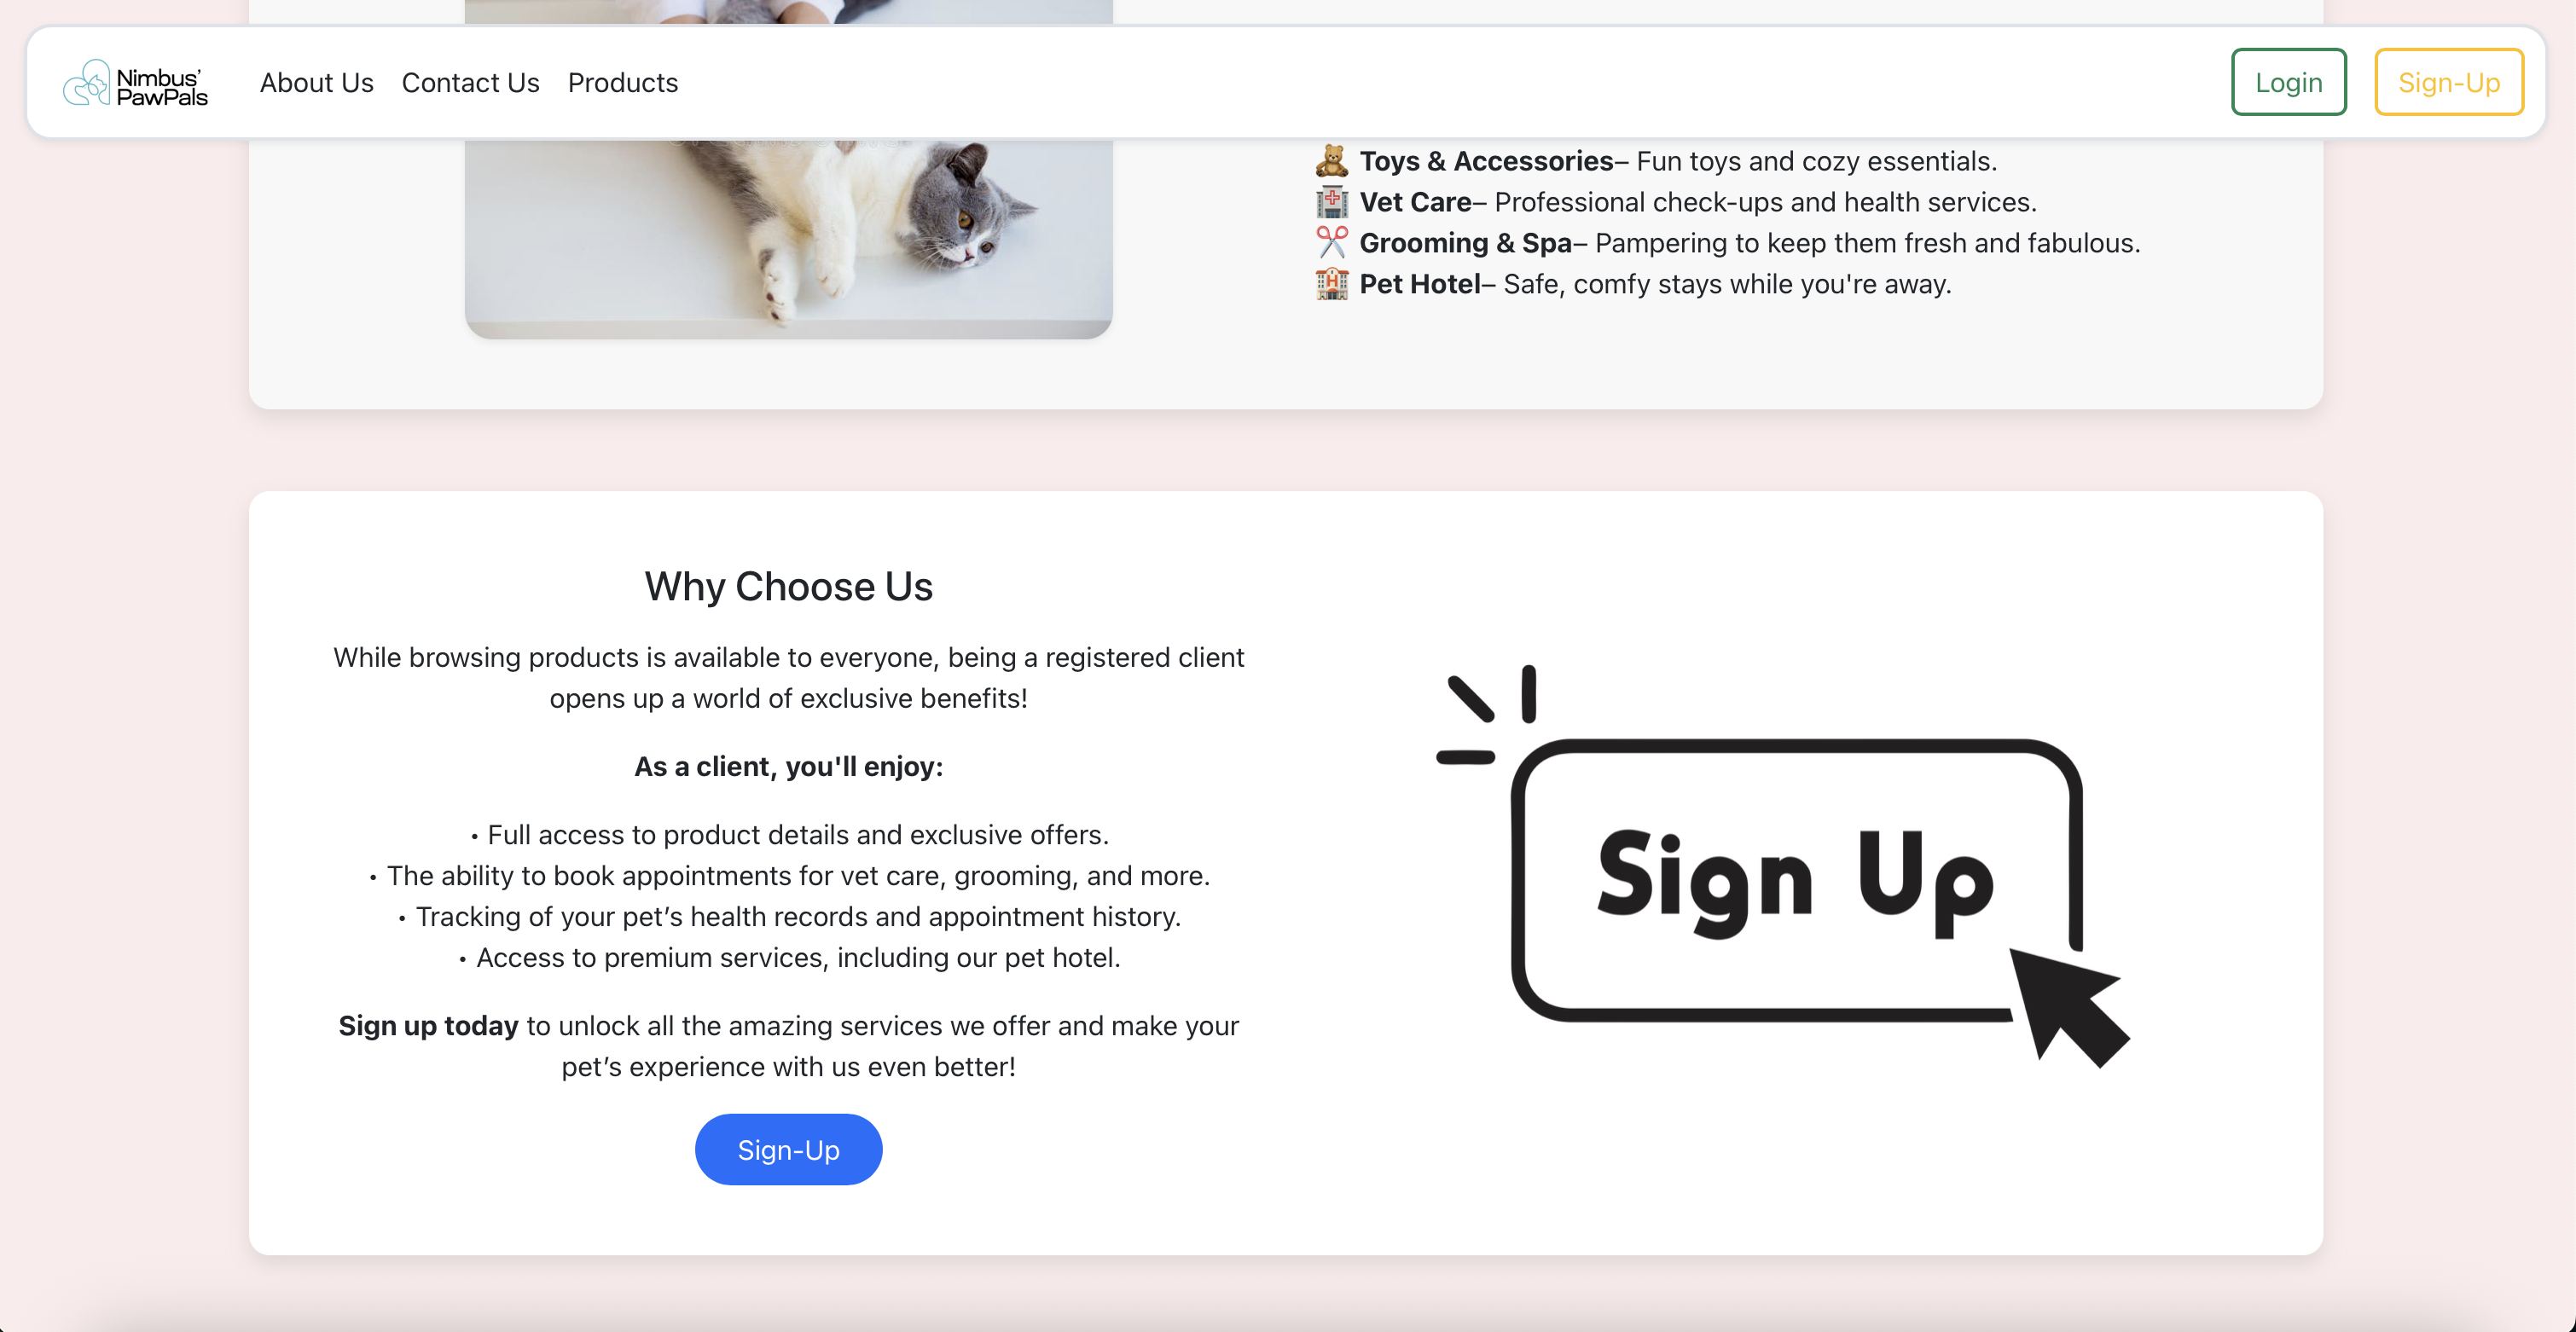 Nimbus'
PawPals
About Us
Contact Us
Products
Login
Sign-Up
🧸 Toys & Accessories– Fun toys and cozy essentials.
🏥 Vet Care– Professional check-ups and health services.
✂️ Grooming & Spa– Pampering to keep them fresh and fabulous.
🏨 Pet Hotel– Safe, comfy stays while you're away.
Why Choose Us
While browsing products is available to everyone, being a registered client
opens up a world of exclusive benefits!
As a client, you'll enjoy:
• Full access to product details and exclusive offers.
• The ability to book appointments for vet care, grooming, and more.
• Tracking of your pet’s health records and appointment history.
• Access to premium services, including our pet hotel.
Sign up today to unlock all the amazing services we offer and make your
pet’s experience with us even better!
Sign-Up
Sign Up